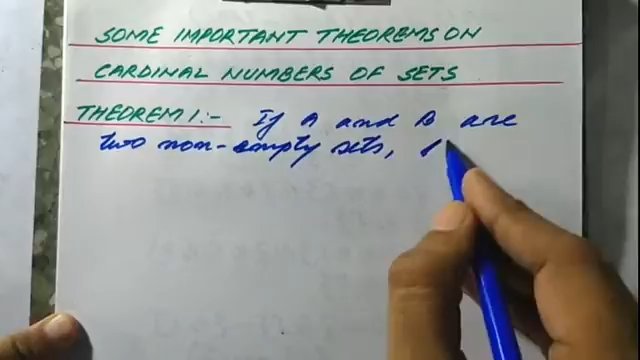 SOME IMPORTANT THEOREMS ON
CARDINAL NUMBERS OF SETS
THEOREM 1:- If A and B are
two non-empty sets,